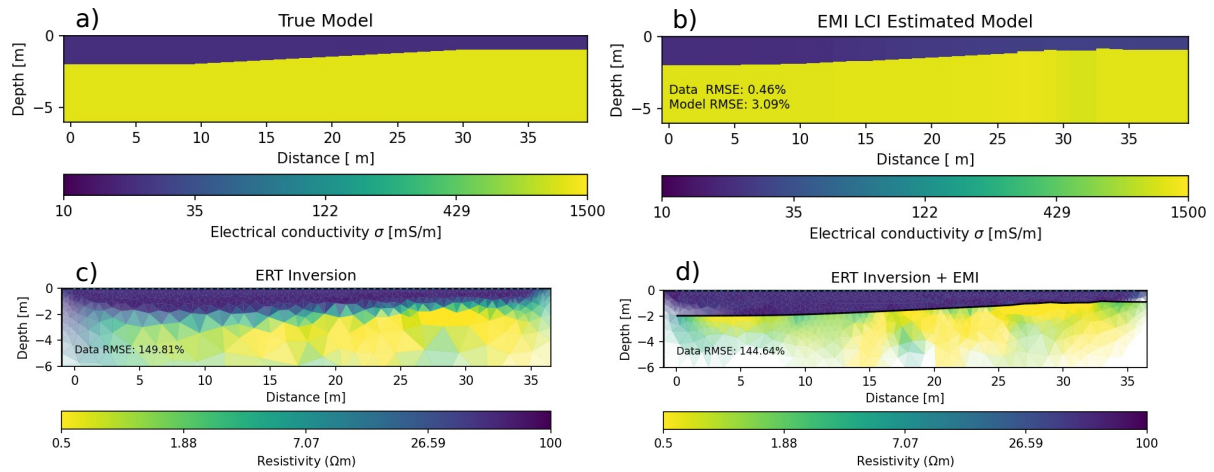 a)
True Model
0
−5
Depth [m]
0
5
10
15
20
25
30
35
Distance [ m]
10
35
122
429
1500
Electrical conductivity σ [mS/m]
b)
EMI LCI Estimated Model
0
−5
Depth [m]
Data  RMSE: 0.46%
Model RMSE: 3.09%
0
5
10
15
20
25
30
35
Distance [ m]
10
35
122
429
1500
Electrical conductivity σ [mS/m]
c)
ERT Inversion
0
−2
−4
−6
Depth [m]
Data RMSE: 149.81%
0
5
10
15
20
25
30
35
Distance [m]
0.5
1.88
7.07
26.59
100
Resistivity (Ωm)
d)
ERT Inversion + EMI
0
−2
−4
−6
Depth [m]
Data RMSE: 144.64%
0
5
10
15
20
25
30
35
Distance [m]
0.5
1.88
7.07
26.59
100
Resistivity (Ωm)